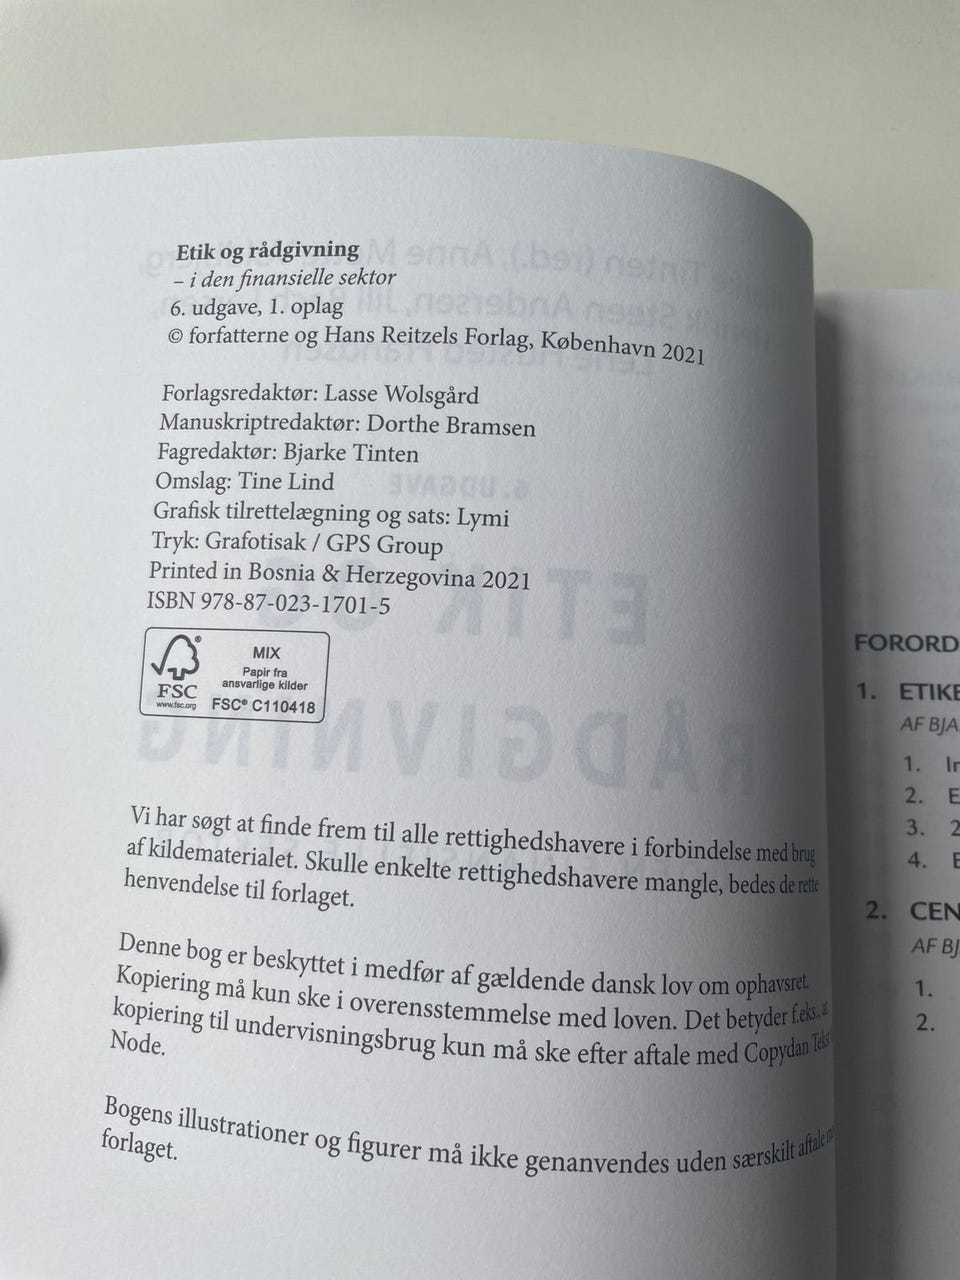 Etik og rådgivning
– i den finansielle sektor
6. udgave, 1. oplag
© forfatterne og Hans Reitzels Forlag, København 2021
Forlagsredaktør: Lasse Wolsgård
Manuskriptredaktør: Dorthe Bramsen
Fagredaktør: Bjarke Tinten
Omslag: Tine Lind
Grafisk tilrettelægning og sats: Lymi
Tryk: Grafotisak / GPS Group
Printed in Bosnia & Herzegovina 2021
ISBN 978-87-023-1701-5
FSC®
www.fsc.org
MIX
Papir fra
ansvarlige kilder
FSC® C110418
Vi har søgt at finde frem til alle rettighedshavere i forbindelse med brug
af kildematerialet. Skulle enkelte rettighedshavere mangle, bedes de rette
henvendelse til forlaget.
Denne bog er beskyttet i medfør af gældende dansk lov om ophavsret.
Kopiering må kun ske i overensstemmelse med loven. Det betyder f.eks., at
kopiering til undervisningsbrug kun må ske efter aftale med Copydan Tekst
Node.
Bogens illustrationer og figurer må ikke genanvendes uden særskilt aftale
forlaget.
FORORD
1. ETIKE
AF BJA
1. In
2. E
3. 2
4. E
2. CEN
AF BJ
1.
2.